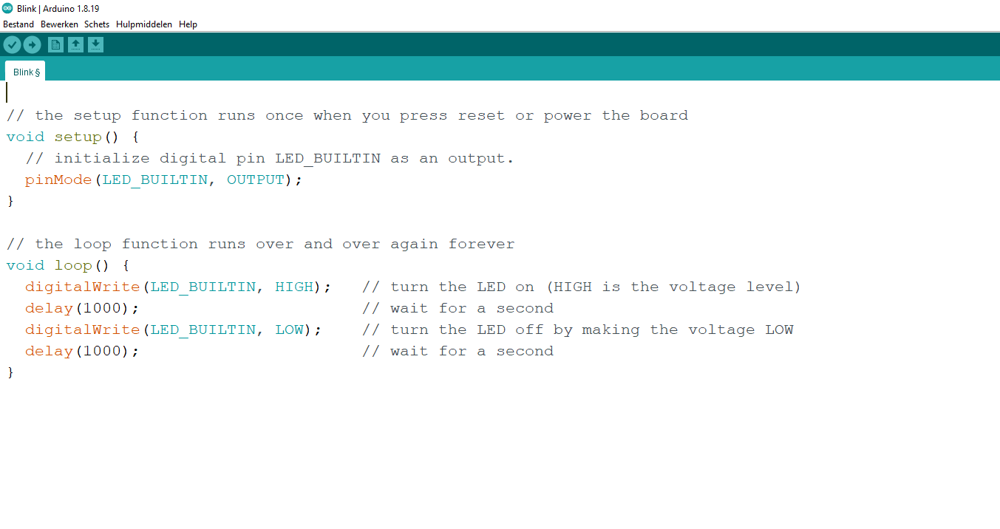 Blink | Arduino 1.8.19
Bestand Bewerken Schets Hulpmiddelen Help
Blink §
// the setup function runs once when you press reset or power the board
void setup() {
  // initialize digital pin LED_BUILTIN as an output.
  pinMode(LED_BUILTIN, OUTPUT);
}
// the loop function runs over and over again forever
void loop() {
  digitalWrite(LED_BUILTIN, HIGH);   // turn the LED on (HIGH is the voltage level)
  delay(1000);                       // wait for a second
  digitalWrite(LED_BUILTIN, LOW);    // turn the LED off by making the voltage LOW
  delay(1000);                       // wait for a second
}